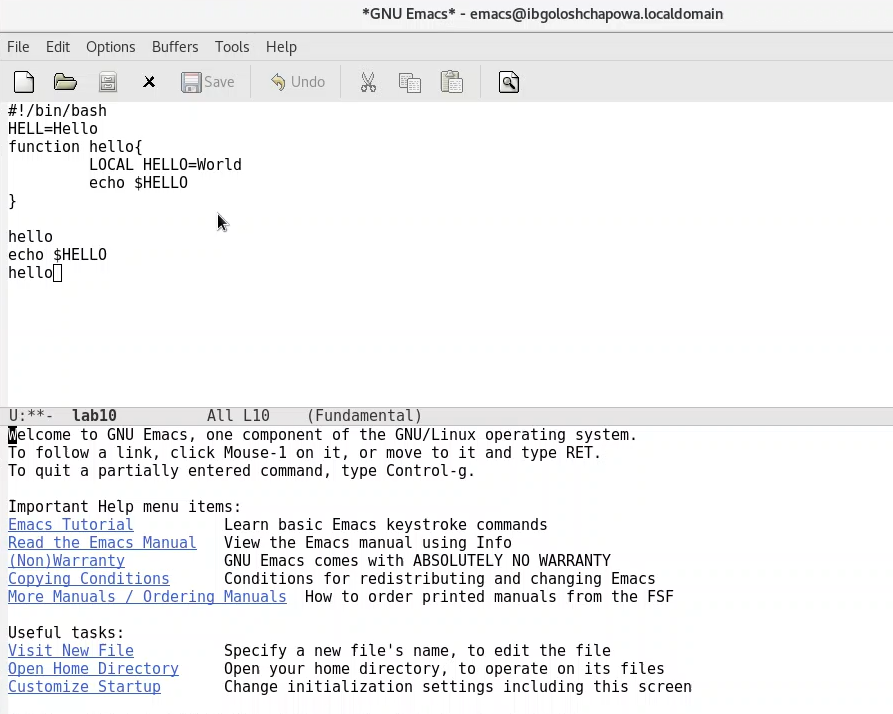 *GNU Emacs* - emacs@ibgoloshchapowa.localdomain
File Edit Options Buffers Tools Help
Save Undo
#!/bin/bash
HELL=Hello
function hello{
LOCAL HELLO=World
echo $HELLO
}
hello
echo $HELLO
hello
U:**- lab10 All L10 (Fundamental)
Welcome to GNU Emacs, one component of the GNU/Linux operating system.
To follow a link, click Mouse-1 on it, or move to it and type RET.
To quit a partially entered command, type Control-g.
Important Help menu items:
Emacs Tutorial Learn basic Emacs keystroke commands
Read the Emacs Manual View the Emacs manual using Info
(Non)Warranty GNU Emacs comes with ABSOLUTELY NO WARRANTY
Copying Conditions Conditions for redistributing and changing Emacs
More Manuals / Ordering Manuals How to order printed manuals from the FSF
Useful tasks:
Visit New File Specify a new file's name, to edit the file
Open Home Directory Open your home directory, to operate on its files
Customize Startup Change initialization settings including this screen